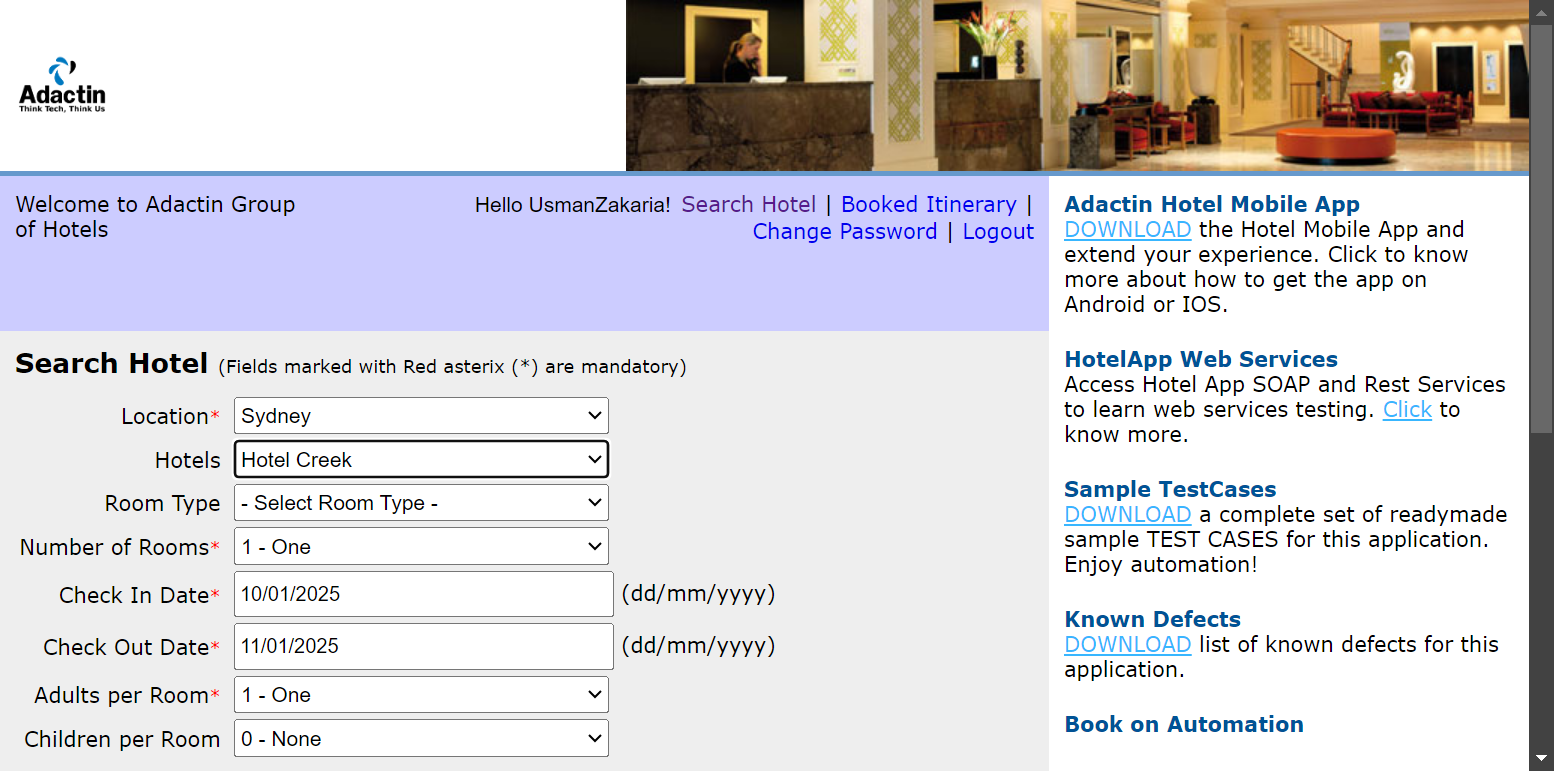 Adactin
Think Tech, Think Us
Welcome to Adactin Group
of Hotels
Hello UsmanZakaria! Search Hotel | Booked Itinerary |
Change Password | Logout
Search Hotel (Fields marked with Red asterix (*) are mandatory)
Location* Sydney
Hotels Hotel Creek
Room Type - Select Room Type -
Number of Rooms* 1 - One
Check In Date* 10/01/2025 (dd/mm/yyyy)
Check Out Date* 11/01/2025 (dd/mm/yyyy)
Adults per Room* 1 - One
Children per Room 0 - None
Adactin Hotel Mobile App
DOWNLOAD the Hotel Mobile App and
extend your experience. Click to know
more about how to get the app on
Android or IOS.
HotelApp Web Services
Access Hotel App SOAP and Rest Services
to learn web services testing. Click to
know more.
Sample TestCases
DOWNLOAD a complete set of readymade
sample TEST CASES for this application.
Enjoy automation!
Known Defects
DOWNLOAD list of known defects for this
application.
Book on Automation